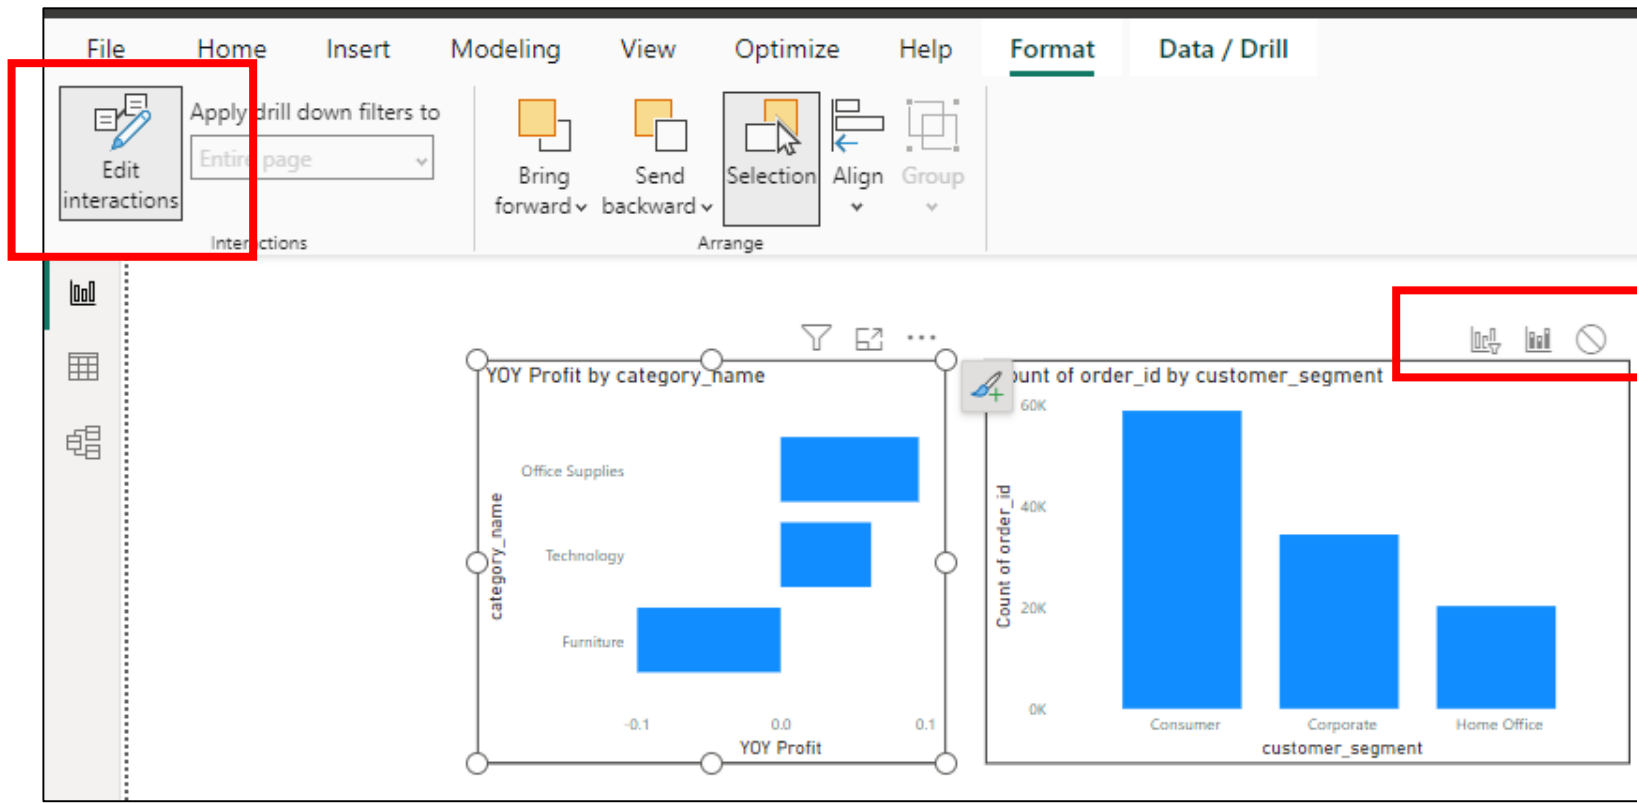 File Home Insert Modeling View Optimize Help Format Data / Drill
Edit
interactions
Apply drill down filters to
Entire page
Interactions
Bring
forward
Send
backward
Selection
Align
Group
Arrange
YOY Profit by category_name
category_name
Office Supplies
Technology
Furniture
-0.1 0.0 0.1
YOY Profit
ount of order_id by customer_segment
Count of order_id
60K
40K
20K
0K
Consumer Corporate Home Office
customer_segment